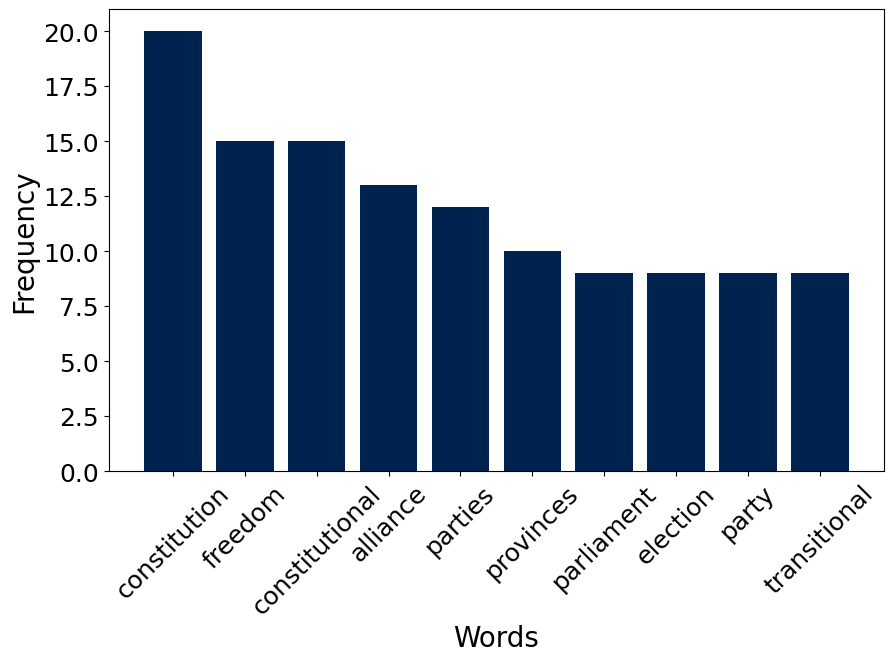 20.0
17.5
15.0
12.5
10.0
7.5
5.0
2.5
0.0
Frequency
constitution
freedom
constitutional
alliance
parties
provinces
parliament
election
party
transitional
Words